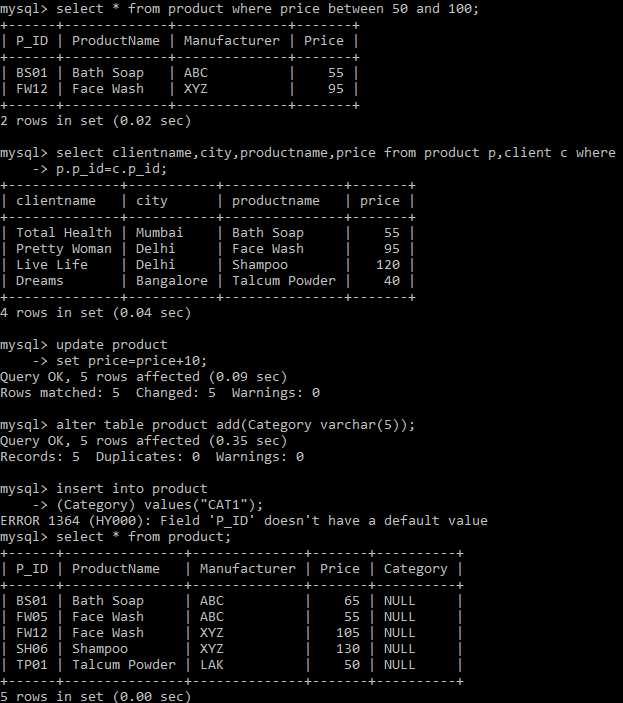 mysql> select * from product where price between 50 and 100;
+------+-------------+--------------+-------+
| P_ID | ProductName | Manufacturer | Price |
+------+-------------+--------------+-------+
| BS01 | Bath Soap   | ABC          |    55 |
| FW12 | Face Wash   | XYZ          |    95 |
+------+-------------+--------------+-------+
2 rows in set (0.02 sec)

mysql> select clientname,city,productname,price from product p,client c where
    -> p.p_id=c.p_id;
+--------------+-----------+---------------+-------+
| clientname   | city      | productname   | price |
+--------------+-----------+---------------+-------+
| Total Health | Mumbai    | Bath Soap     |    55 |
| Pretty Woman | Delhi     | Face Wash     |    95 |
| Live Life    | Delhi     | Shampoo       |   120 |
| Dreams       | Bangalore | Talcum Powder |    40 |
+--------------+-----------+---------------+-------+
4 rows in set (0.04 sec)

mysql> update product
    -> set price=price+10;
Query OK, 5 rows affected (0.09 sec)
Rows matched: 5  Changed: 5  Warnings: 0

mysql> alter table product add(Category varchar(5));
Query OK, 5 rows affected (0.35 sec)
Records: 5  Duplicates: 0  Warnings: 0

mysql> insert into product
    -> (Category) values("CAT1");
ERROR 1364 (HY000): Field 'P_ID' doesn't have a default value
mysql> select * from product;
+------+---------------+--------------+-------+----------+
| P_ID | ProductName   | Manufacturer | Price | Category |
+------+---------------+--------------+-------+----------+
| BS01 | Bath Soap     | ABC          |    65 | NULL     |
| FW05 | Face Wash     | ABC          |    55 | NULL     |
| FW12 | Face Wash     | XYZ          |   105 | NULL     |
| SH06 | Shampoo       | XYZ          |   130 | NULL     |
| TP01 | Talcum Powder | LAK          |    50 | NULL     |
+------+---------------+--------------+-------+----------+
5 rows in set (0.00 sec)